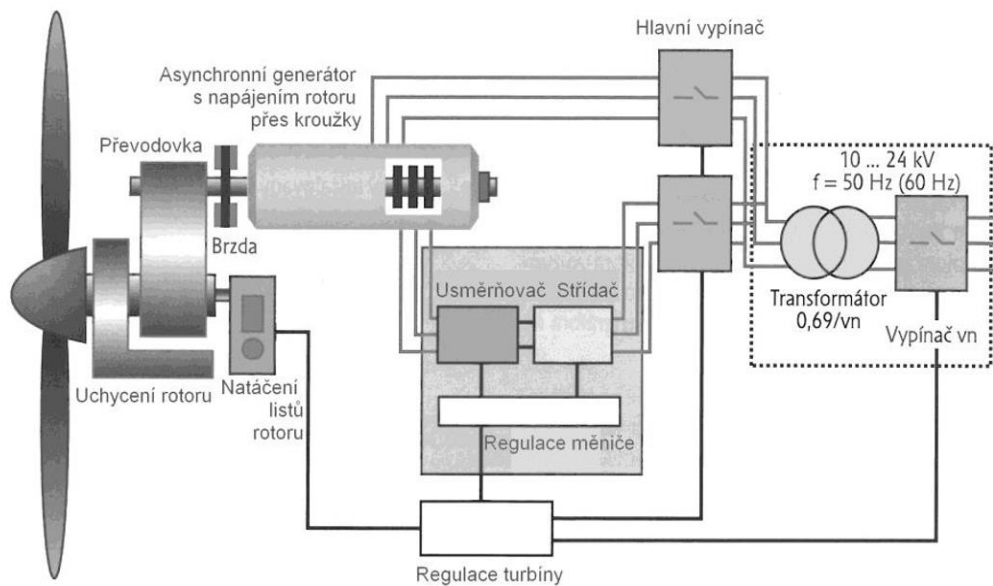 Hlavní vypínač
Asynchronní generátor
s napájením rotoru
přes kroužky
Převodovka
10 ... 24 kV
f = 50 Hz (60 Hz)
Brzda
Usměrňovač
Střídač
Transformátor
0,69/vn
Vypínač vn
Uchycení rotoru
Natáčení
listů
rotoru
Regulace měniče
Regulace turbíny